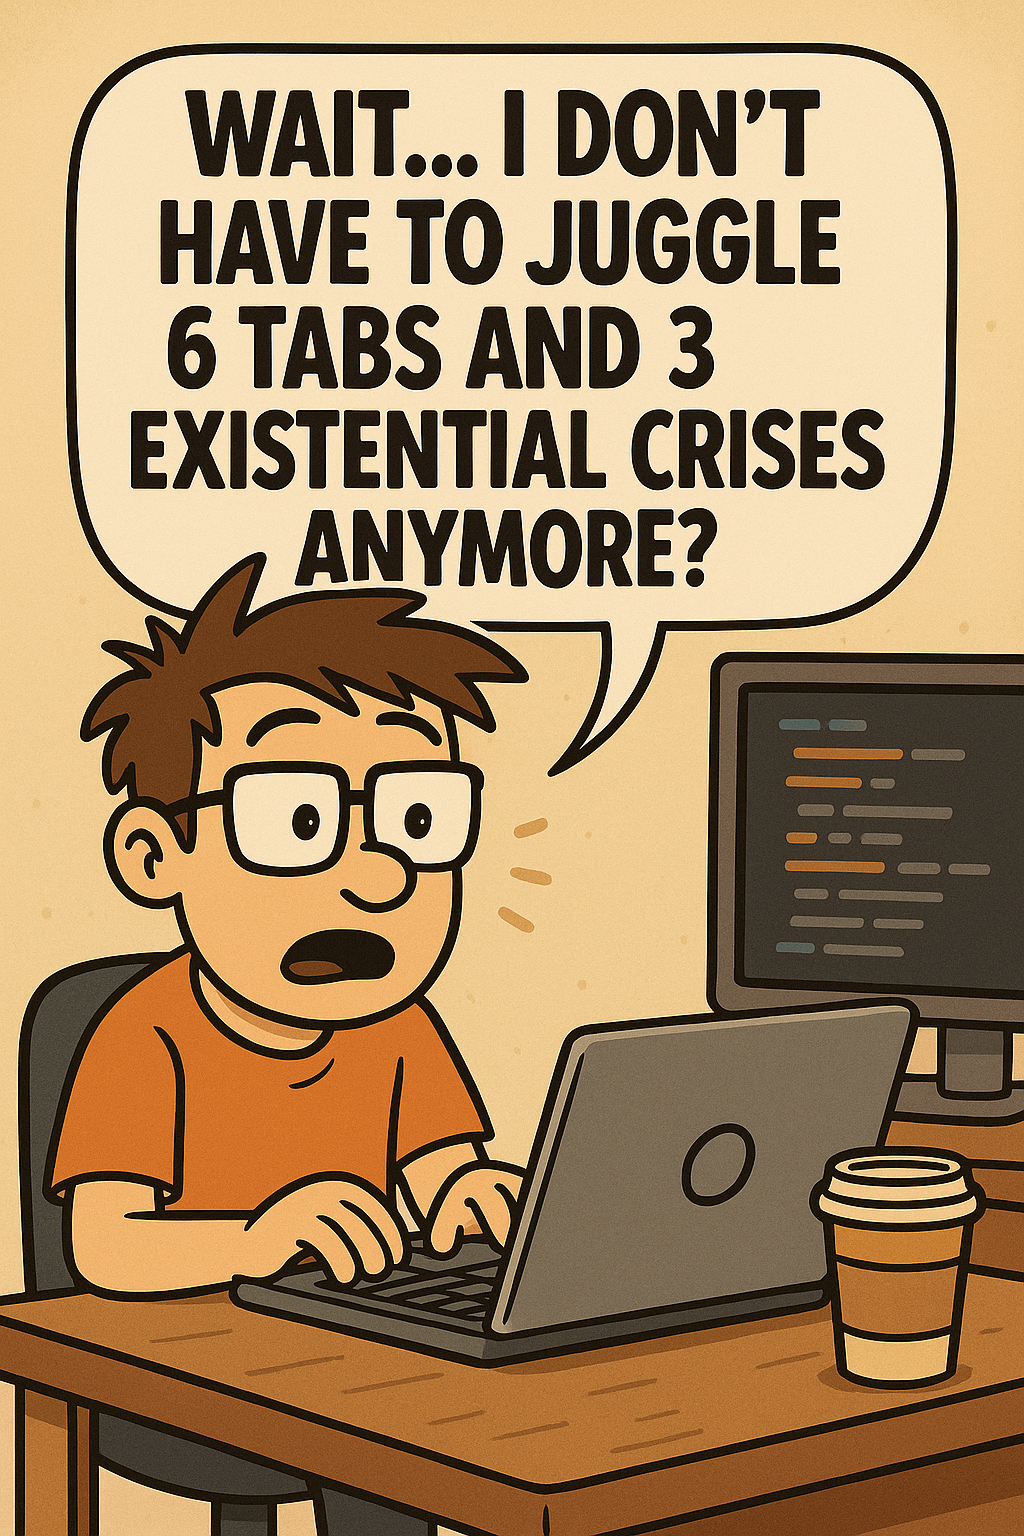 WAIT... I DON'T
HAVE TO JUGGLE
6 TABS AND 3
EXISTENTIAL CRISES
ANYMORE?